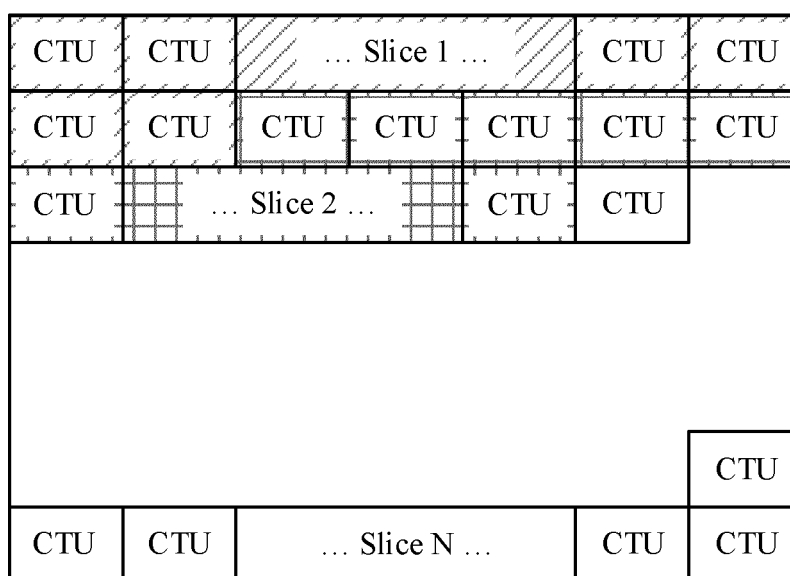 CTU CTU ... Slice 1 ... CTU CTU
CTU CTU CTU CTU CTU CTU CTU
CTU ... Slice 2 ... CTU CTU
CTU
CTU CTU ... Slice N ... CTU CTU